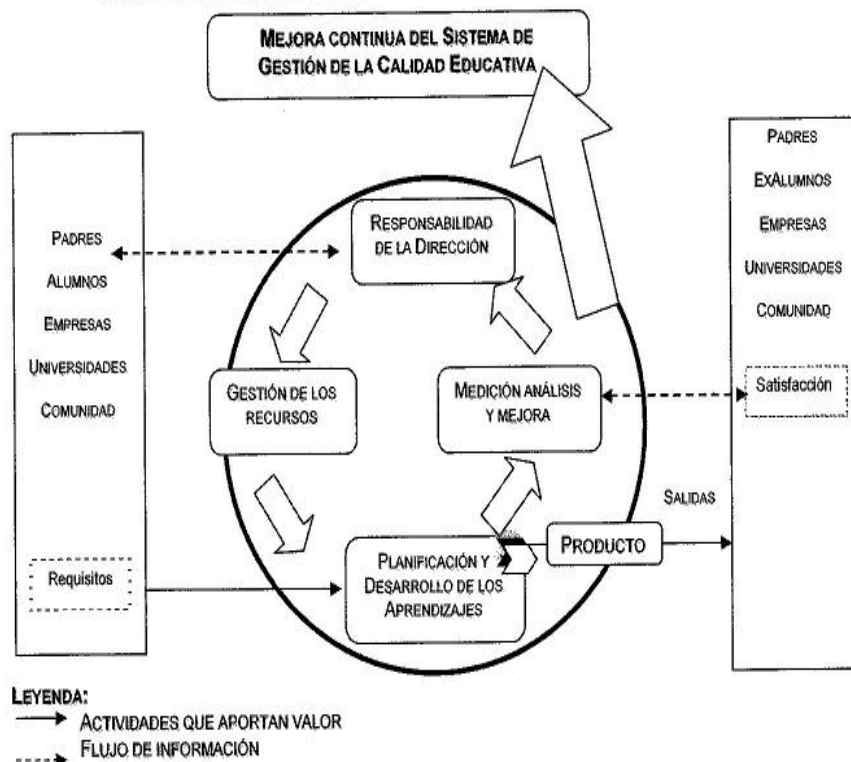 MEJORA CONTINUA DEL SISTEMA DE
GESTIÓN DE LA CALIDAD EDUCATIVA
PADRES
ALUMNOS
EMPRESAS
UNIVERSIDADES
COMUNIDAD
Requisitos
RESPONSABILIDAD
DE LA DIRECCIÓN
GESTIÓN DE LOS
RECURSOS
MEDICIÓN ANÁLISIS
Y MEJORA
PLANIFICACIÓN Y
DESARROLLO DE LOS
APRENDIZAJES
PRODUCTO
SALIDAS
PADRES
EXALUMNOS
EMPRESAS
UNIVERSIDADES
COMUNIDAD
Satisfacción
LEYENDA:
ACTIVIDADES QUE APORTAN VALOR
FLUJO DE INFORMACIÓN